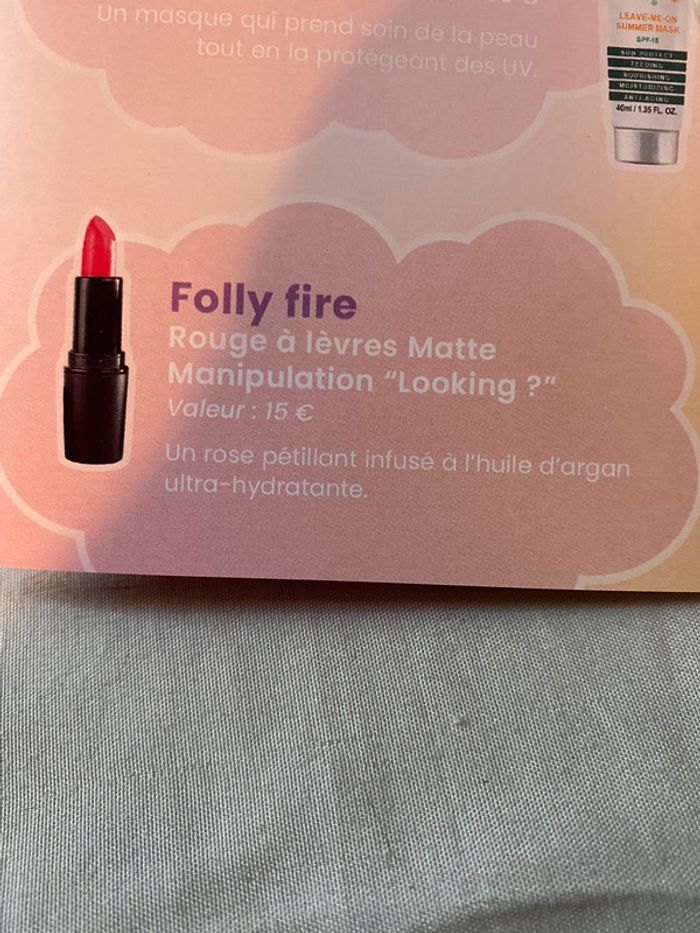 Un masque qui prend soin de la peau
tout en la protégeant des UV.
LEAVE-ME-ON
SUMMER MASK
SPF-15
SUN PROTECT
FEEDING
NOURISHING
MOISTURIZING
ANTI-AGING
40ml / 1.35 FL. OZ.
Folly fire
Rouge à lèvres Matte
Manipulation “Looking ?”
Valeur : 15 €
Un rose pétillant infusé à l’huile d’argan
ultra-hydratante.